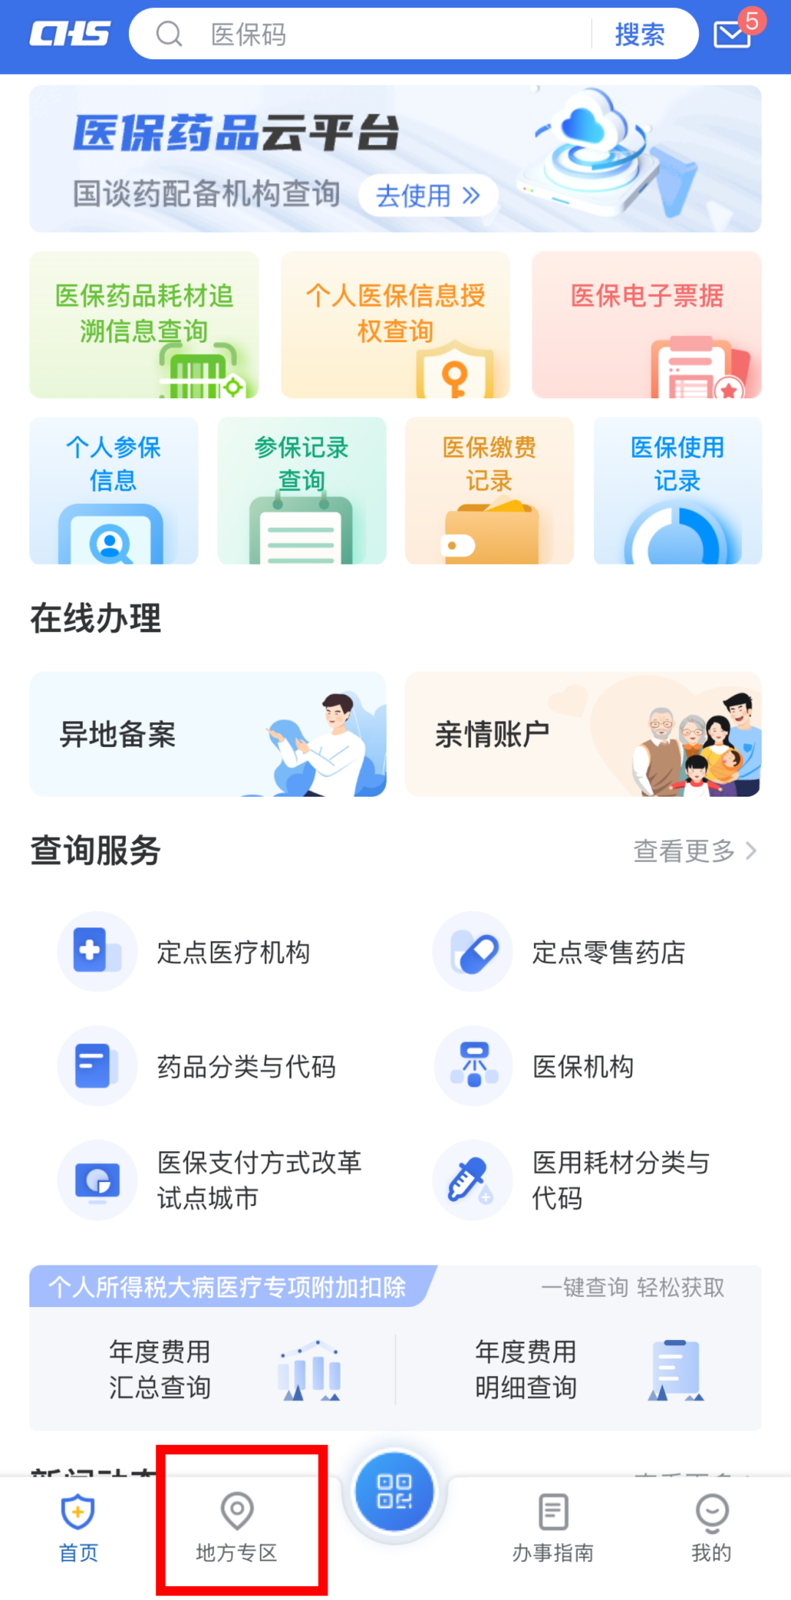 CHS
医保码
搜索
5
医保药品云平台
国谈药配备机构查询
去使用
医保药品耗材追
溯信息查询
个人医保信息授
权查询
医保电子票据
个人参保
信息
参保记录
查询
医保缴费
记录
医保使用
记录
在线办理
异地备案
亲情账户
查询服务
查看更多
定点医疗机构
定点零售药店
药品分类与代码
医保机构
医保支付方式改革
试点城市
医用耗材分类与
代码
个人所得税大病医疗专项附加扣除
一键查询 轻松获取
年度费用
汇总查询
年度费用
明细查询
新闻动态
查看更多
首页
地方专区
办事指南
我的